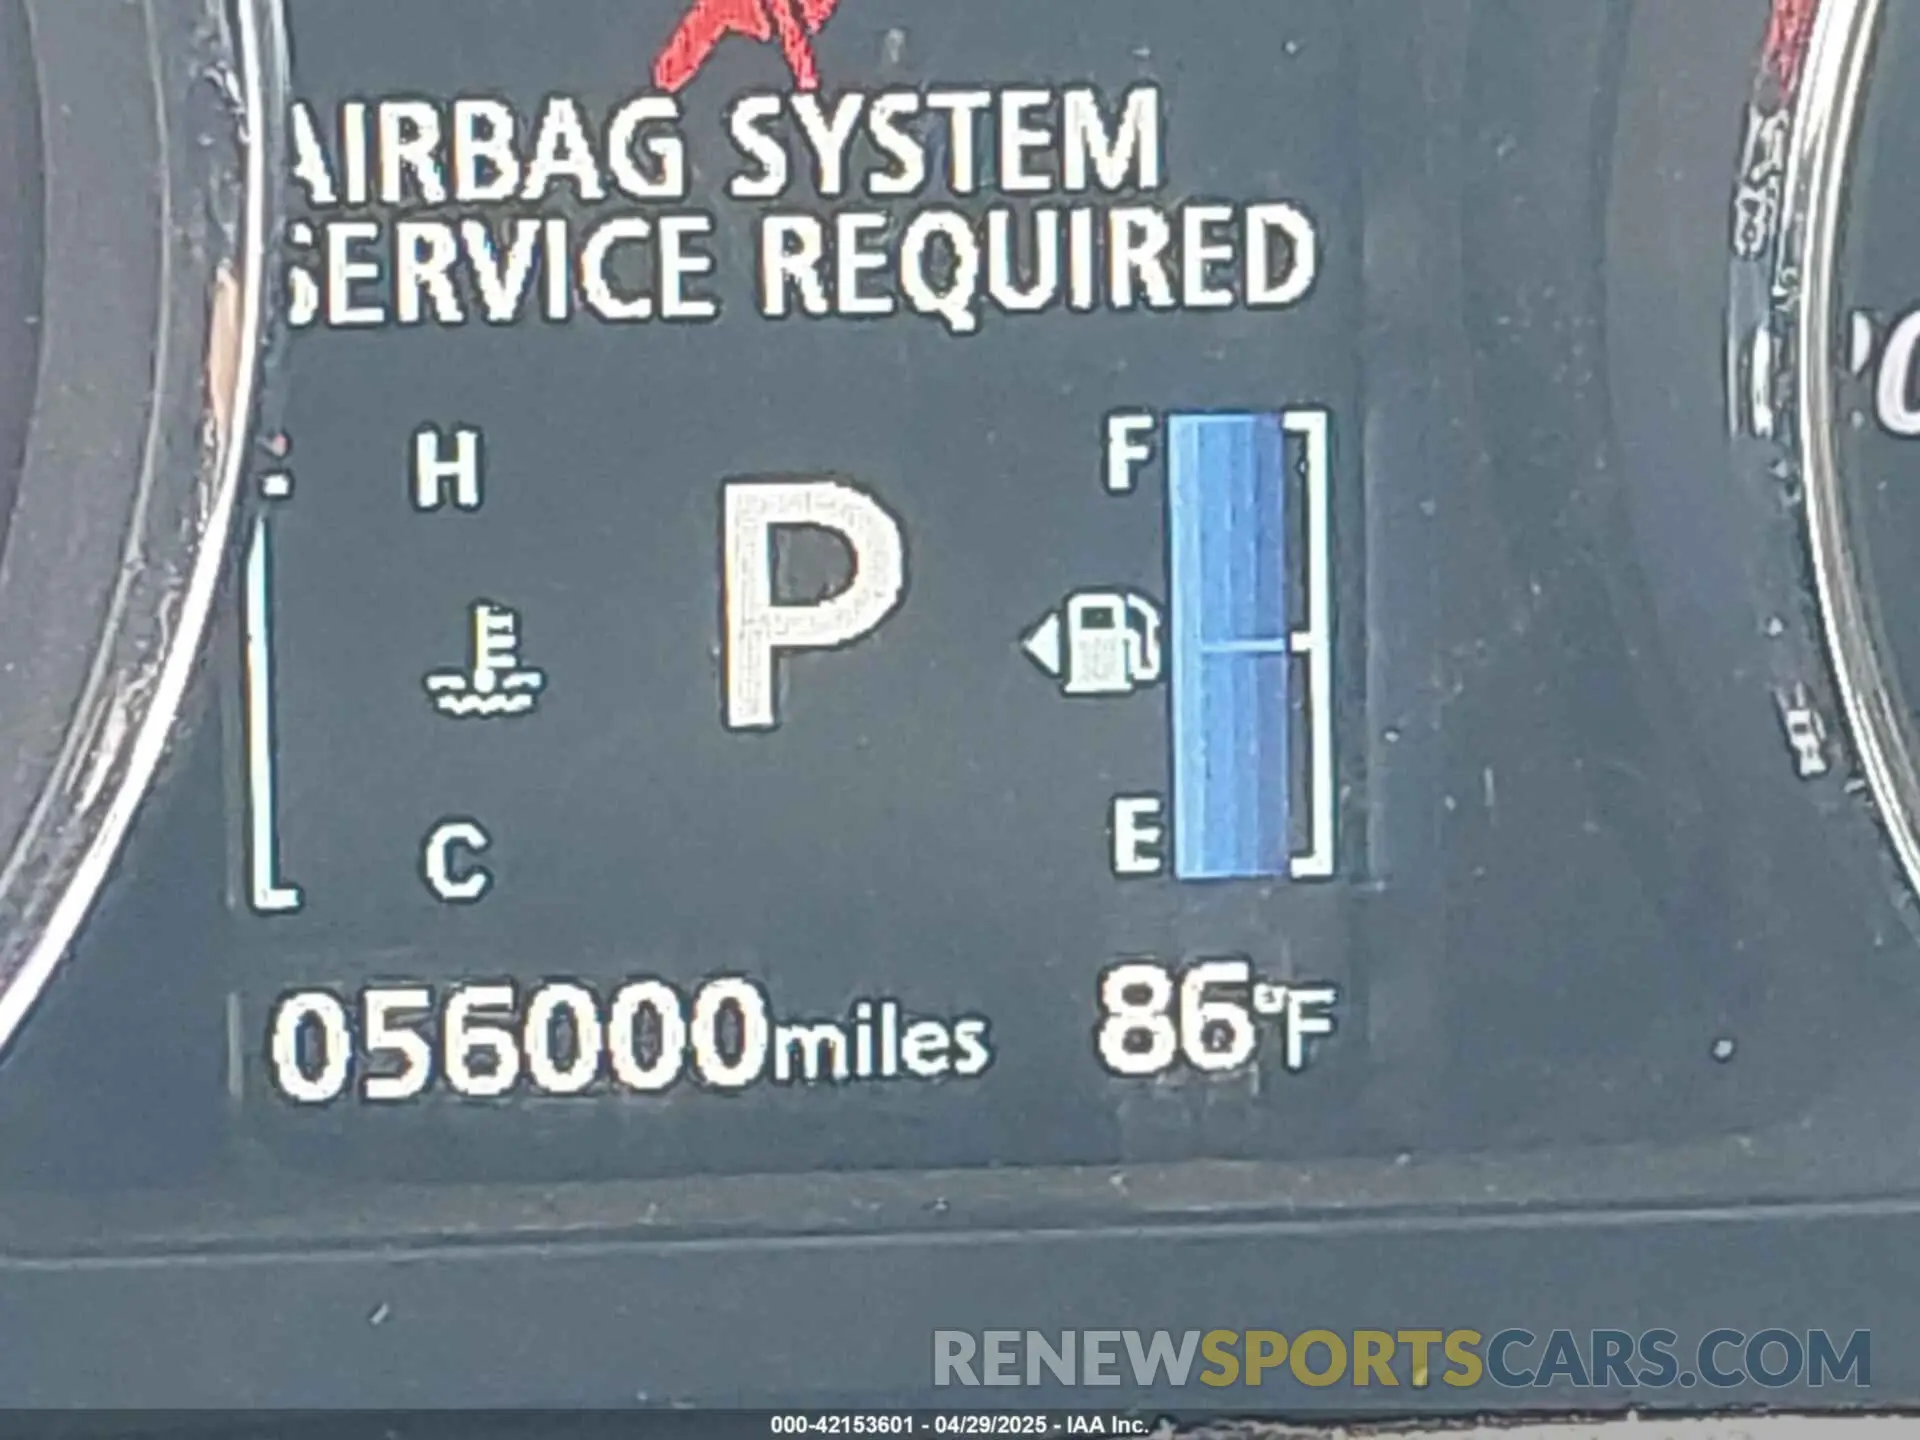 AIRBAG SYSTEM
SERVICE REQUIRED
H
F
P
C
E
056000miles
86°F
RENEWSPORTSCARS.COM
000-42153601 - 04/29/2025 - IAA Inc.